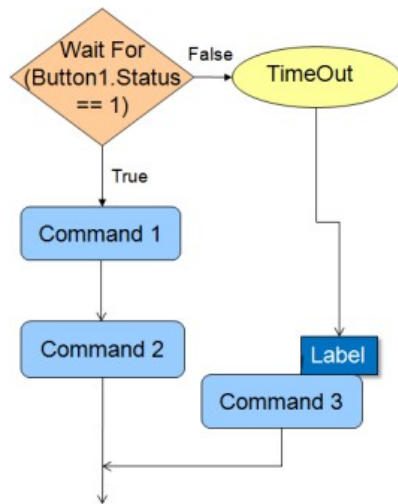 Wait For
(Button1.Status
== 1)
False
TimeOut
True
Command 1
Command 2
Label
Command 3